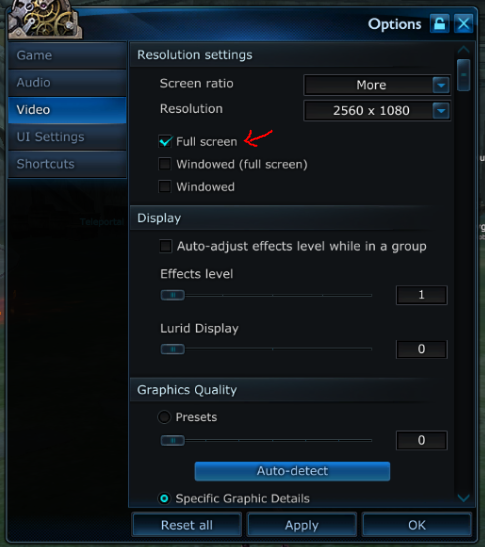 Options
Game
Audio
Video
UI Settings
Shortcuts
Resolution settings
Screen ratio More
Resolution 2560 x 1080
Full screen
Windowed (full screen)
Windowed
Teleporter
Display
Auto-adjust effects level while in a group
Effects level
1
Lurid Display
0
Graphics Quality
Presets
0
Auto-detect
Specific Graphic Details
Reset all Apply OK